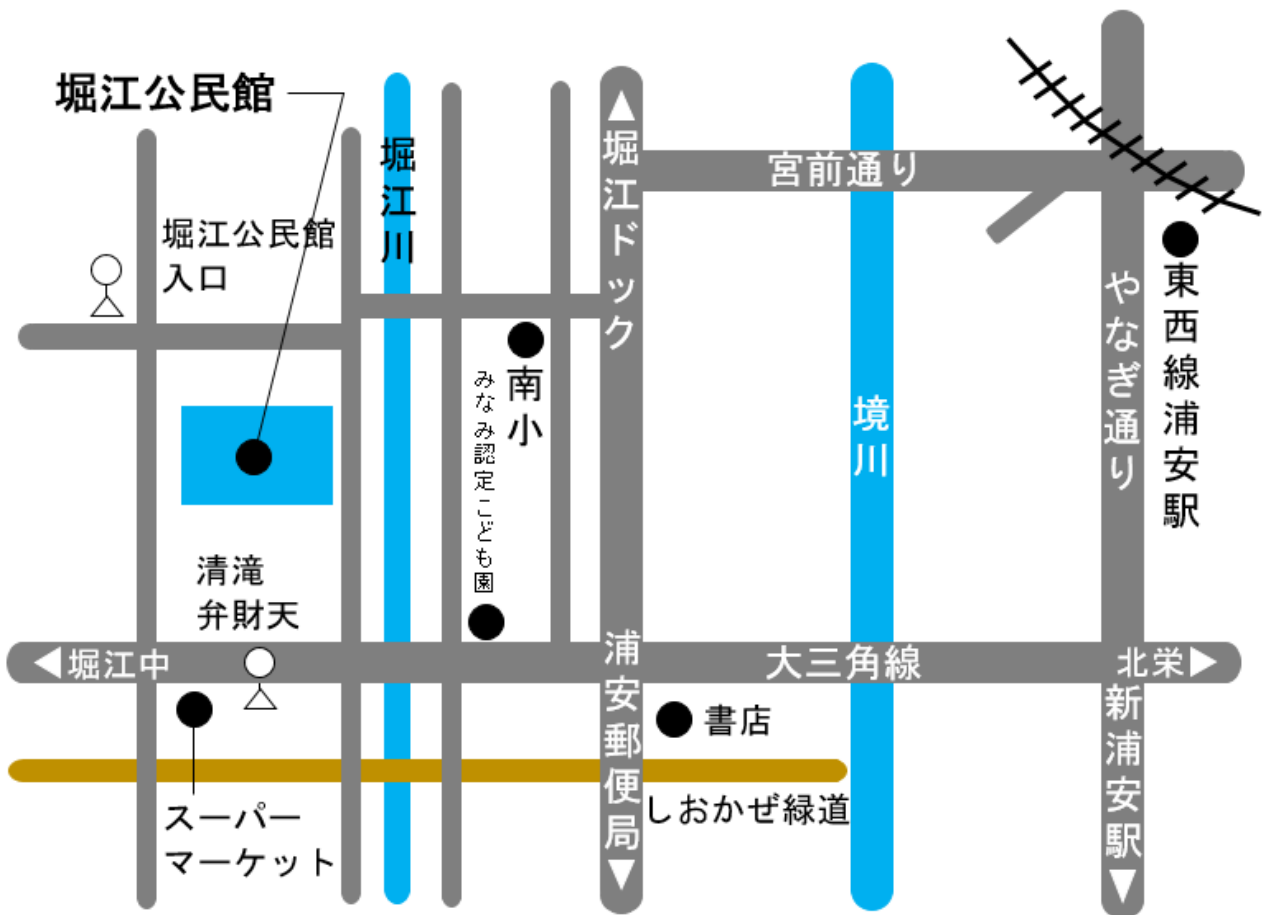 堀江公民館
堀江川
▲堀江ドック
宮前通り
堀江公民館
入口
やなぎ通り
東西線浦安駅
南小
みなみ認定こども園
境川
清滝
弁財天
◀堀江中
大三角線
北栄▶
浦安郵便局▼
書店
新浦安駅▼
しおかぜ緑道
スーパー
マーケット